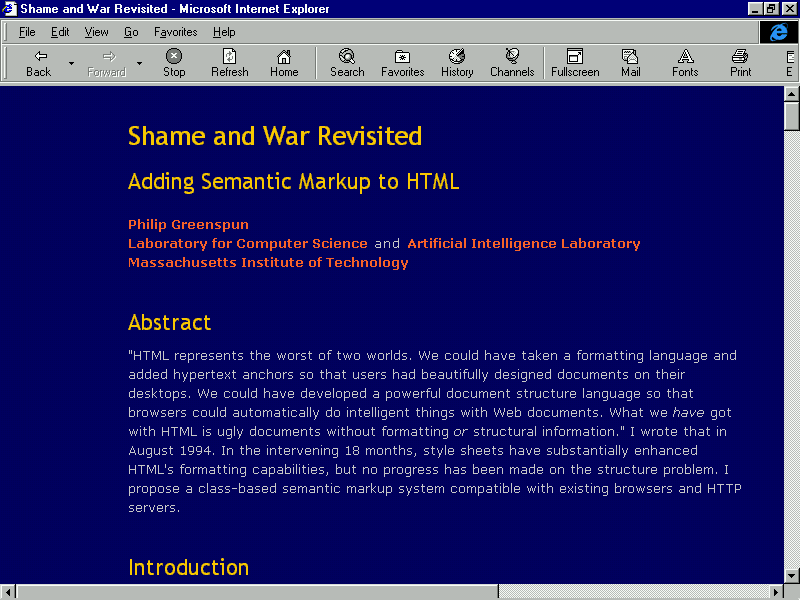 Shame and War Revisited - Microsoft Internet Explorer
File Edit View Go Favorites Help
Back Forward Stop Refresh Home Search Favorites History Channels Fullscreen Mail Fonts Print E
Shame and War Revisited
Adding Semantic Markup to HTML
Philip Greenspun
Laboratory for Computer Science and Artificial Intelligence Laboratory
Massachusetts Institute of Technology
Abstract
"HTML represents the worst of two worlds. We could have taken a formatting language and
added hypertext anchors so that users had beautifully designed documents on their
desktops. We could have developed a powerful document structure language so that
browsers could automatically do intelligent things with Web documents. What we have got
with HTML is ugly documents without formatting or structural information." I wrote that in
August 1994. In the intervening 18 months, style sheets have substantially enhanced
HTML's formatting capabilities, but no progress has been made on the structure problem. I
propose a class-based semantic markup system compatible with existing browsers and HTTP
servers.
Introduction